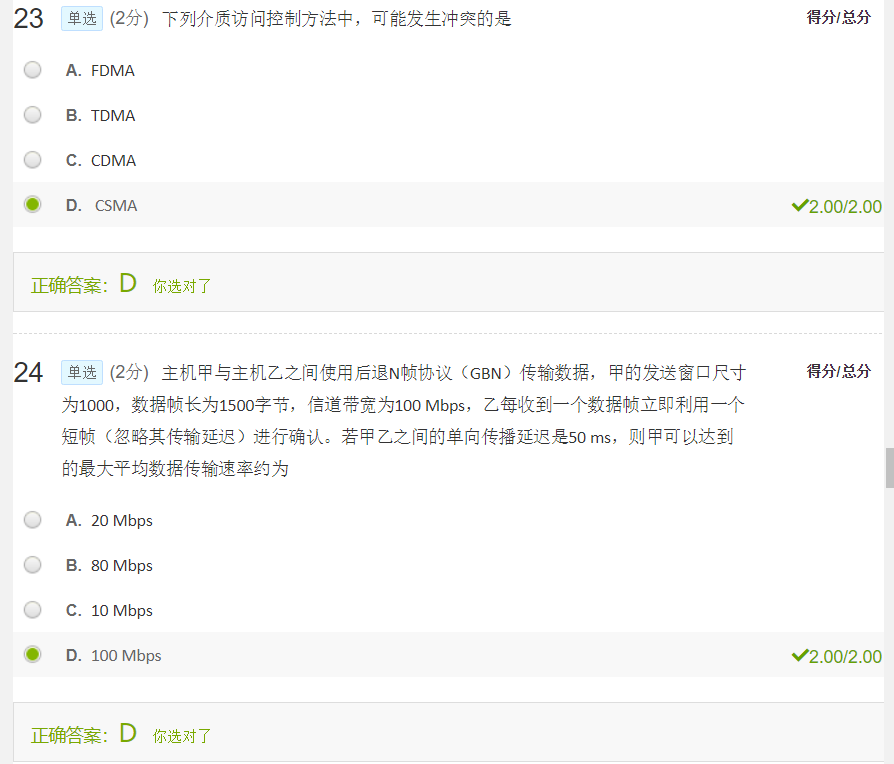 23 单选 (2分) 下列介质访问控制方法中，可能发生冲突的是 得分/总分
A. FDMA
B. TDMA
C. CDMA
D. CSMA 2.00/2.00
正确答案：D 你选对了
24 单选 (2分) 主机甲与主机乙之间使用后退N帧协议（GBN）传输数据，甲的发送窗口尺寸 得分/总分
为1000，数据帧长为1500字节，信道带宽为100 Mbps，乙每收到一个数据帧立即利用一个
短帧（忽略其传输延迟）进行确认。若甲乙之间的单向传播延迟是50 ms，则甲可以达到
的最大平均数据传输速率约为
A. 20 Mbps
B. 80 Mbps
C. 10 Mbps
D. 100 Mbps 2.00/2.00
正确答案：D 你选对了